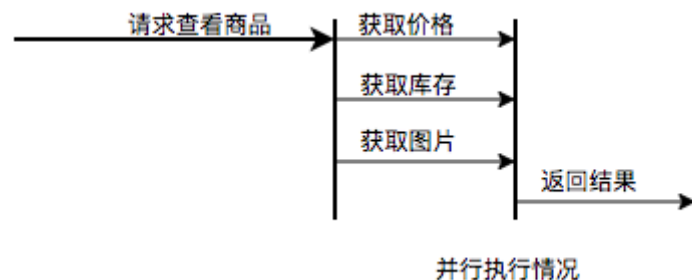 请求查看商品
获取价格
获取库存
获取图片
返回结果
并行执行情况